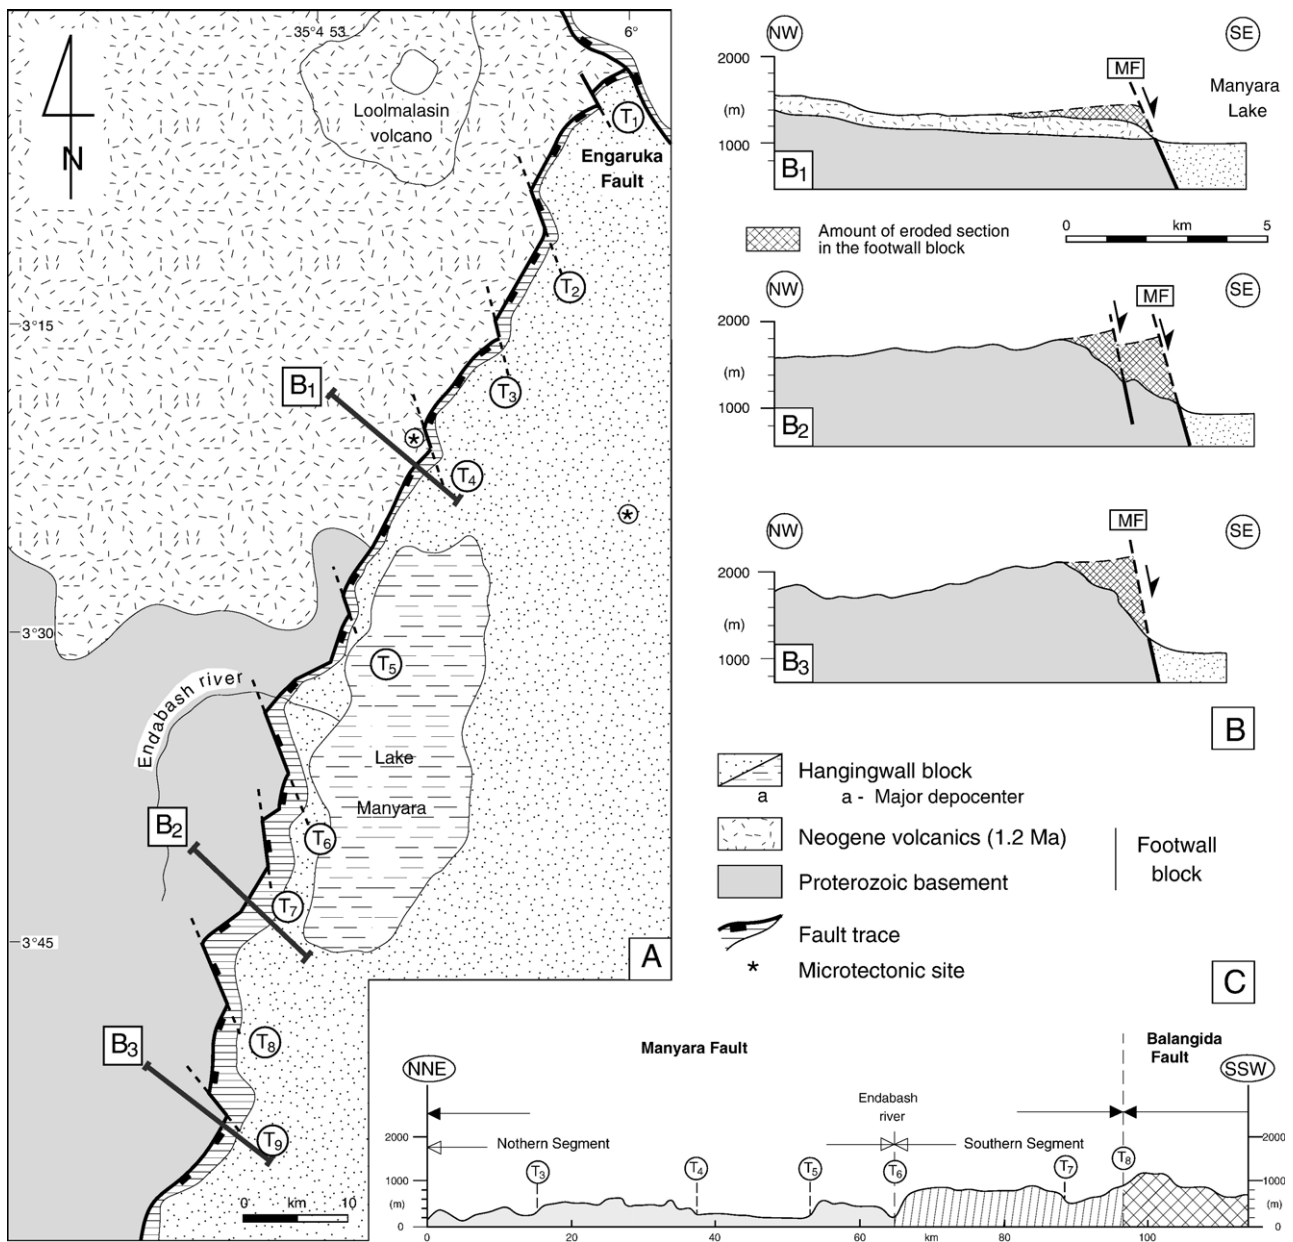 35°4 53
6°
N
Loolmalasin
volcano
T1
Engaruka
Fault
T2
3°15
T3
B1
*
T4
*
3°30
T5
Endabash river
Lake
Manyara
B2
T6
T7
3°45
A
T8
B3
T9
0 km 10
NW
SE
2000
(m)
1000
MF
Manyara
Lake
B1
Amount of eroded section
in the footwall block
0 km 5
NW
SE
2000
(m)
1000
MF
B2
NW
SE
2000
(m)
1000
MF
B3
B
Hangingwall block
a
a - Major depocenter
Neogene volcanics (1.2 Ma)
Proterozoic basement
Footwall
block
Fault trace
* Microtectonic site
C
Manyara Fault
Balangida
Fault
NNE
SSW
Endabash
river
Nothern Segment
Southern Segment
2000
1000
(m)
0
T3
T4
T5
T6
T7
T8
2000
1000
(m)
0
0 20 40 60 km 80 100